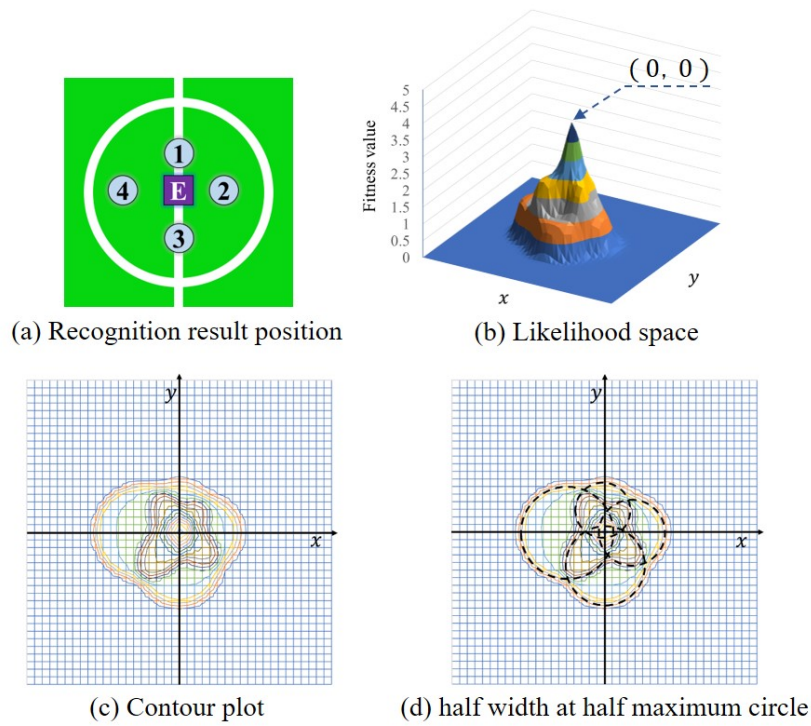 1
4
E
2
3
(a) Recognition result position
( 0, 0 )
Fitness value
5
4.5
4
3.5
3
2.5
2
1.5
1
0.5
0
x
y
(b) Likelihood space
y
x
(c) Contour plot
y
x
(d) half width at half maximum circle